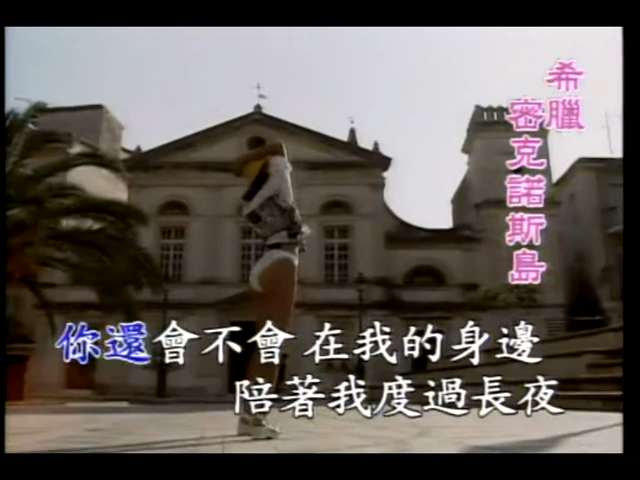 希臘
密克諾斯島
你還會不會在我的身邊
陪著我度過長夜